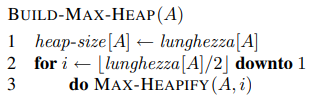 BUILD-MAX-HEAP(A)
1 heap-size[A] ← lunghezza[A]
2 for i ← ⌊lunghezza[A]/2⌋ downto 1
3 do MAX-HEAPIFY(A, i)